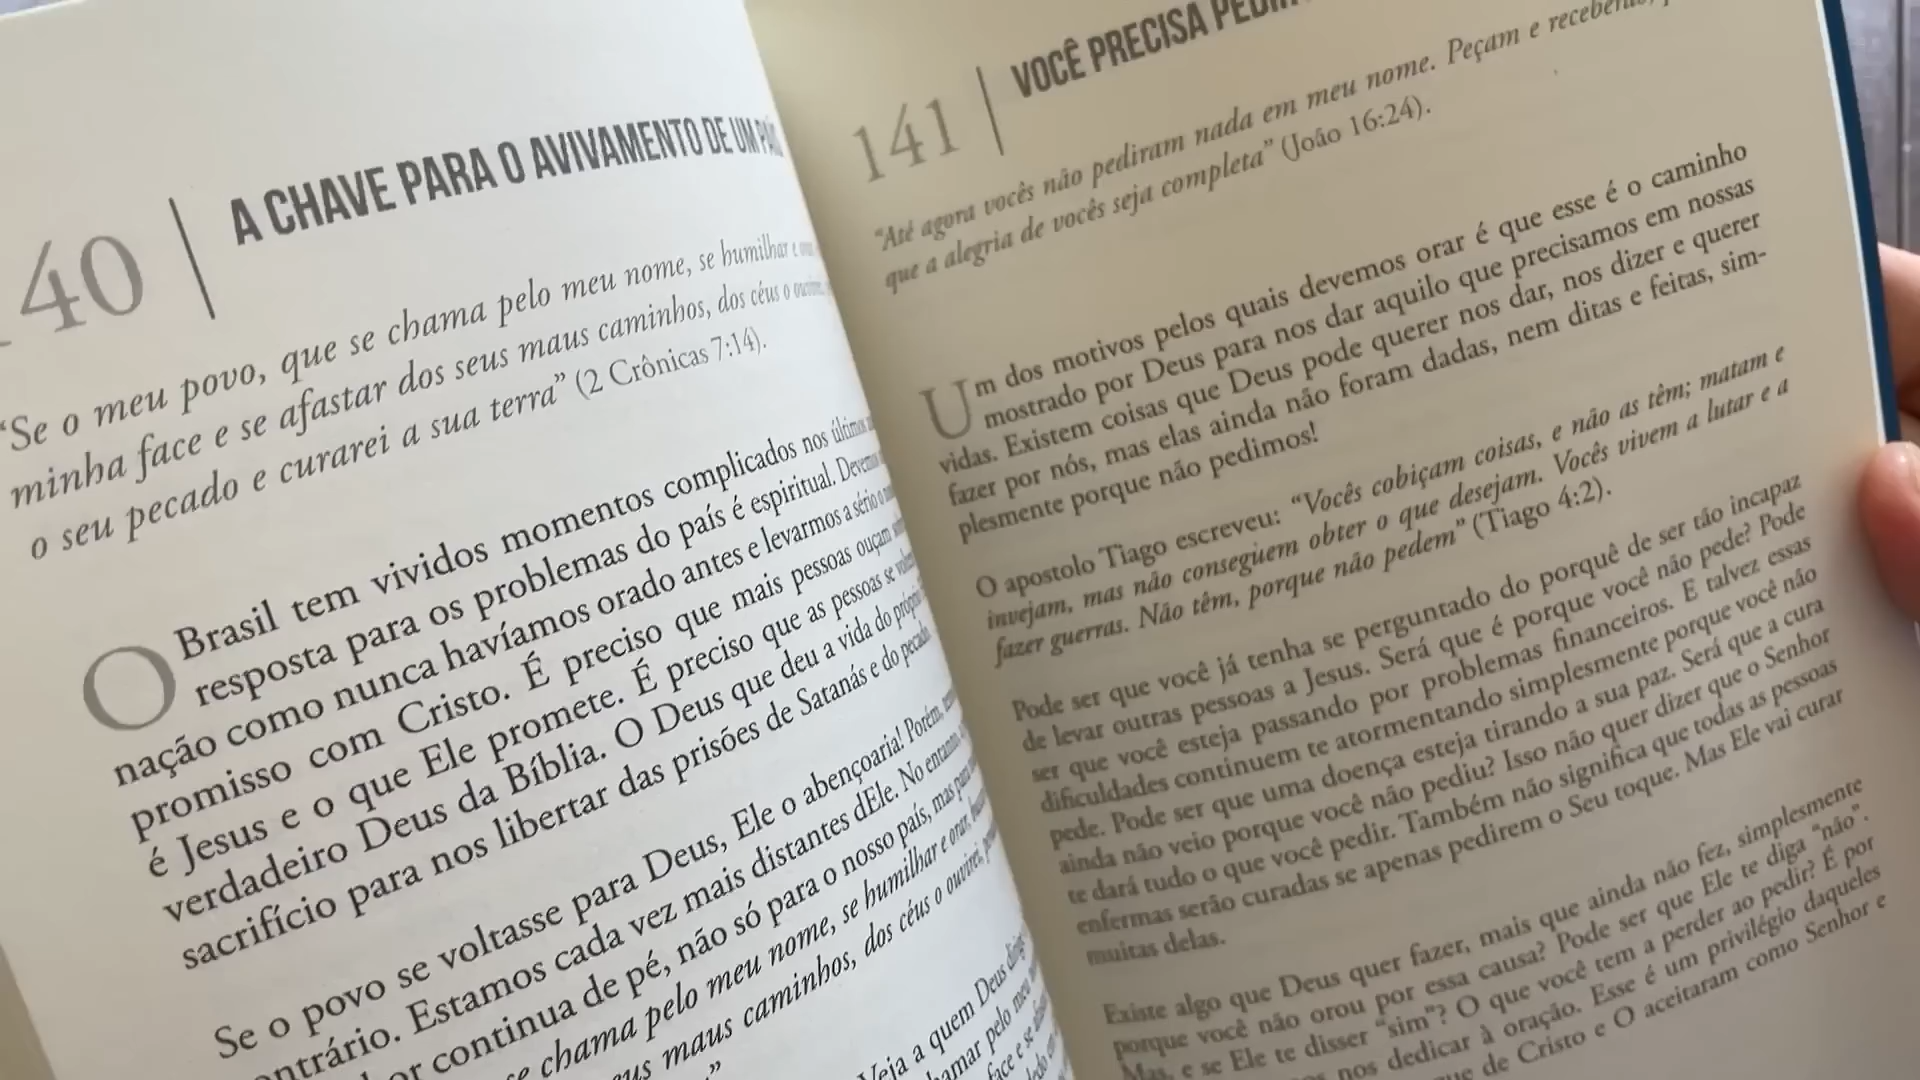 40 | A CHAVE PARA O AVIVAMENTO DE UM PAÍS
“Se o meu povo, que se chama pelo meu nome, se humilhar e
minha face e se afastar dos seus maus caminhos, dos céus o ouvirei,
o seu pecado e curarei a sua terra” (2 Crônicas 7:14).
O Brasil tem vividos momentos complicados nos últimos
resposta para os problemas do país é espiritual. Devemos
nação como nunca havíamos orado antes e levarmos a sério o
promisso com Cristo. É preciso que mais pessoas ouçam
é Jesus e o que Ele promete. É preciso que as pessoas se
verdadeiro Deus da Bíblia. O Deus que deu a vida do próprio
sacrifício para nos libertar das prisões de Satanás e do pecado.
Se o povo se voltasse para Deus, Ele o abençoaria! Porém,
ontrário. Estamos cada vez mais distantes dEle. No entanto,
or continua de pé, não só para o nosso país, mas para
se chama pelo meu nome, se humilhar e orar,
us maus caminhos, dos céus o ouvirei,
”
Veja a quem Deus
hamar pelo meu
face e se
141 | VOCÊ PRECISA
“Até agora vocês não pediram nada em meu nome. Peçam e receberão,
que a alegria de vocês seja completa” (João 16:24).
Um dos motivos pelos quais devemos orar é que esse é o caminho
mostrado por Deus para nos dar aquilo que precisamos em nossas
vidas. Existem coisas que Deus pode querer nos dar, nos dizer e querer
fazer por nós, mas elas ainda não foram dadas, nem ditas e feitas, sim-
plesmente porque não pedimos!
O apostolo Tiago escreveu: “Vocês cobiçam coisas, e não as têm; matam e
invejam, mas não conseguem obter o que desejam. Vocês vivem a lutar e a
fazer guerras. Não têm, porque não pedem” (Tiago 4:2).
Pode ser que você já tenha se perguntado do porquê de ser tão incapaz
de levar outras pessoas a Jesus. Será que é porque você não pede? Pode
ser que você esteja passando por problemas financeiros. E talvez essas
dificuldades continuem te atormentando simplesmente porque você não
pede. Pode ser que uma doença esteja tirando a sua paz. Será que a cura
ainda não veio porque você não pediu? Isso não quer dizer que o Senhor
te dará tudo o que você pedir. Também não significa que todas as pessoas
enfermas serão curadas se apenas pedirem o Seu toque. Mas Ele vai curar
muitas delas.
Existe algo que Deus quer fazer, mais que ainda não fez, simplesmente
porque você não orou por essa causa? Pode ser que Ele te diga “não”.
Mas, e se Ele te disser “sim”? O que você tem a perder ao pedir? É por
nos dedicar à oração. Esse é um privilégio daqueles
que de Cristo e O aceitaram como Senhor e